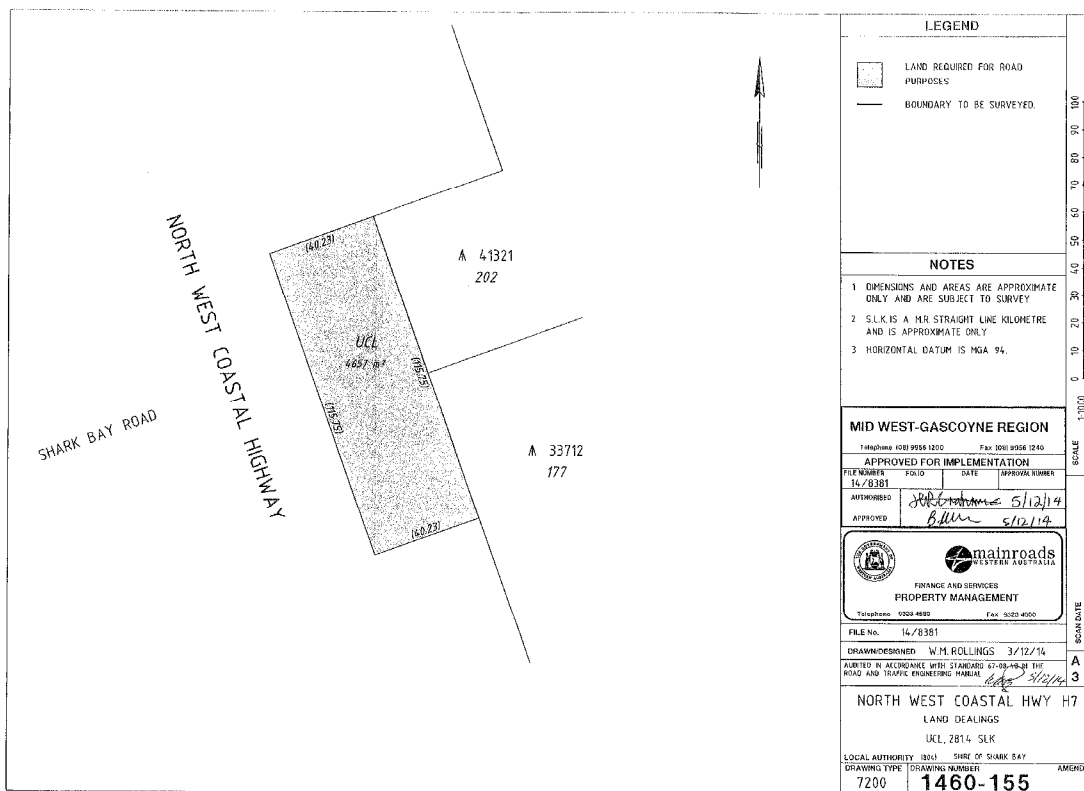 (40.23)
41321
202
NORTH WEST COASTAL HIGHWAY
UCL
4657 m²
(115.75)
(115.75)
SHARK BAY ROAD
33712
177
(40.23)
LEGEND
LAND REQUIRED FOR ROAD
PURPOSES
BOUNDARY TO BE SURVEYED.
NOTES
1 DIMENSIONS AND AREAS ARE APPROXIMATE
ONLY AND ARE SUBJECT TO SURVEY
2 S.L.K. IS A M.R. STRAIGHT LINE KILOMETRE
AND IS APPROXIMATE ONLY
3 HORIZONTAL DATUM IS MGA 94.
MID WEST-GASCOYNE REGION
Telephone (08) 9956 1200 Fax (08) 9956 1240
APPROVED FOR IMPLEMENTATION
FILE NUMBER FOLIO DATE APPROVAL NUMBER
14/8381
AUTHORISED 5/12/14
APPROVED 5/12/14
mainroads
WESTERN AUSTRALIA
FINANCE AND SERVICES
PROPERTY MANAGEMENT
Telephone Fax
FILE No. 14/8381
DRAWN/DESIGNED W.M. ROLLINGS 3/12/14
AUDITED IN ACCORDANCE WITH STANDARD THE
ROAD AND TRAFFIC ENGINEERING MANUAL 5/12/14
NORTH WEST COASTAL HWY H7
LAND DEALINGS
UCL, 281.4 SLK
LOCAL AUTHORITY SHIRE OF SHARK BAY
DRAWING TYPE DRAWING NUMBER AMEND
7200 1460-155
100
90
80
70
60
50
40
30
20
10
0
1:1000
SCALE
SCAN DATE
A
3